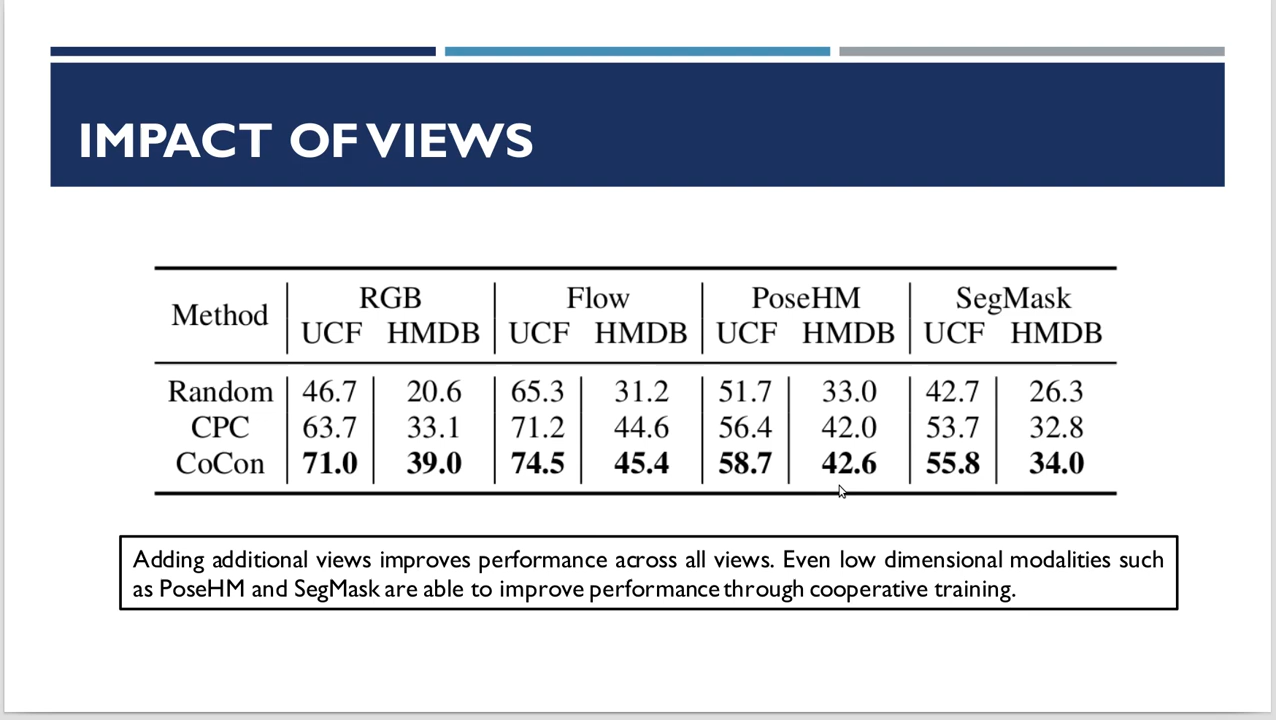 IMPACT OF VIEWS
Method RGB Flow PoseHM SegMask
UCF HMDB UCF HMDB UCF HMDB UCF HMDB
Random 46.7 20.6 65.3 31.2 51.7 33.0 42.7 26.3
CPC 63.7 33.1 71.2 44.6 56.4 42.0 53.7 32.8
CoCon 71.0 39.0 74.5 45.4 58.7 42.6 55.8 34.0
Adding additional views improves performance across all views. Even low dimensional modalities such
as PoseHM and SegMask are able to improve performance through cooperative training.